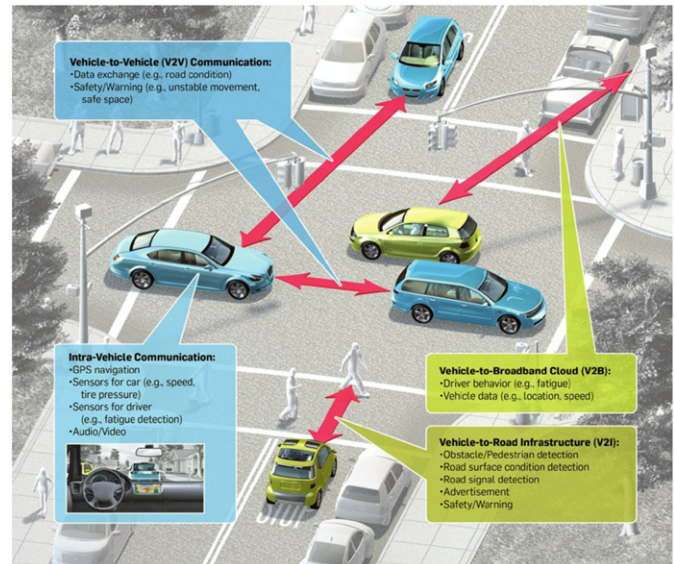 Vehicle-to-Vehicle (V2V) Communication:
•Data exchange (e.g., road condition)
•Safety/Warning (e.g., unstable movement,
safe space)
Intra-Vehicle Communication:
•GPS navigation
•Sensors for car (e.g., speed,
tire pressure)
•Sensors for driver
(e.g., fatigue detection)
•Audio/Video
Vehicle-to-Broadband Cloud (V2B):
•Driver behavior (e.g., fatigue)
•Vehicle data (e.g., location, speed)
Vehicle-to-Road Infrastructure (V2I):
•Obstacle/Pedestrian detection
•Road surface condition detection
•Road signal detection
•Advertisement
•Safety/Warning